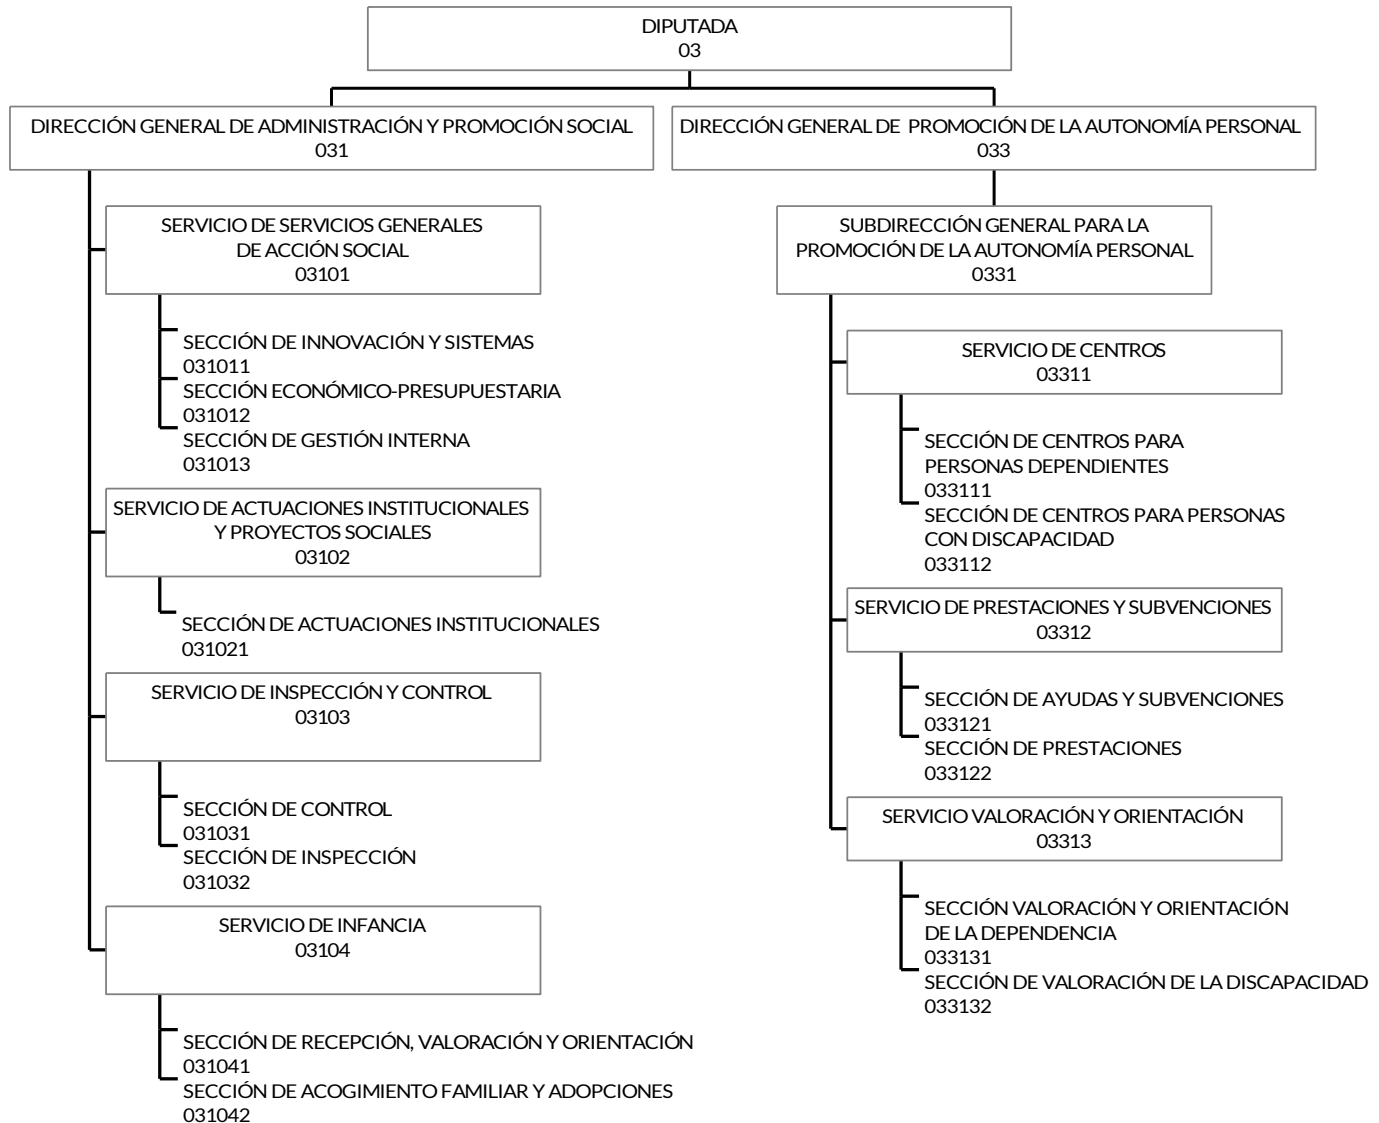 DIPUTADA
03
DIRECCIÓN GENERAL DE ADMINISTRACIÓN Y PROMOCIÓN SOCIAL
031
SERVICIO DE SERVICIOS GENERALES
DE ACCIÓN SOCIAL
03101
SECCIÓN DE INNOVACIÓN Y SISTEMAS
031011
SECCIÓN ECONÓMICO-PRESUPUESTARIA
031012
SECCIÓN DE GESTIÓN INTERNA
031013
SERVICIO DE ACTUACIONES INSTITUCIONALES
Y PROYECTOS SOCIALES
03102
SECCIÓN DE ACTUACIONES INSTITUCIONALES
031021
SERVICIO DE INSPECCIÓN Y CONTROL
03103
SECCIÓN DE CONTROL
031031
SECCIÓN DE INSPECCIÓN
031032
SERVICIO DE INFANCIA
03104
SECCIÓN DE RECEPCIÓN, VALORACIÓN Y ORIENTACIÓN
031041
SECCIÓN DE ACOGIMIENTO FAMILIAR Y ADOPCIONES
031042
DIRECCIÓN GENERAL DE PROMOCIÓN DE LA AUTONOMÍA PERSONAL
033
SUBDIRECCIÓN GENERAL PARA LA
PROMOCIÓN DE LA AUTONOMÍA PERSONAL
0331
SERVICIO DE CENTROS
03311
SECCIÓN DE CENTROS PARA
PERSONAS DEPENDIENTES
033111
SECCIÓN DE CENTROS PARA PERSONAS
CON DISCAPACIDAD
033112
SERVICIO DE PRESTACIONES Y SUBVENCIONES
03312
SECCIÓN DE AYUDAS Y SUBVENCIONES
033121
SECCIÓN DE PRESTACIONES
033122
SERVICIO VALORACIÓN Y ORIENTACIÓN
03313
SECCIÓN VALORACIÓN Y ORIENTACIÓN
DE LA DEPENDENCIA
033131
SECCIÓN DE VALORACIÓN DE LA DISCAPACIDAD
033132